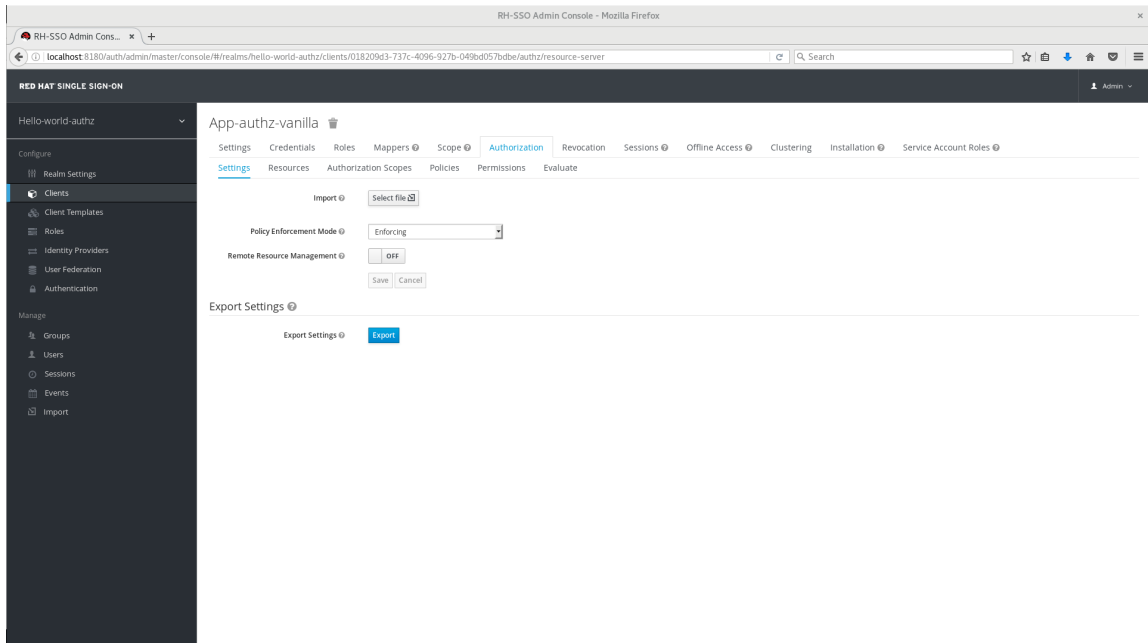 RH-SSO Admin Console - Mozilla Firefox
RH-SSO Admin Cons...
localhost:8180/auth/admin/master/console/#/realms/hello-world-authz/clients/018209d3-737c-4096-927b-049bd057bdbe/authz/resource-server
Search
RED HAT SINGLE SIGN-ON
Admin
Hello-world-authz
App-authz-vanilla
Settings Credentials Roles Mappers Scope Authorization Revocation Sessions Offline Access Clustering Installation Service Account Roles
Settings Resources Authorization Scopes Policies Permissions Evaluate
Configure
Realm Settings
Clients
Client Templates
Roles
Identity Providers
User Federation
Authentication
Manage
Groups
Users
Sessions
Events
Import
Import Select file
Policy Enforcement Mode Enforcing
Remote Resource Management OFF
Save Cancel
Export Settings
Export Settings Export